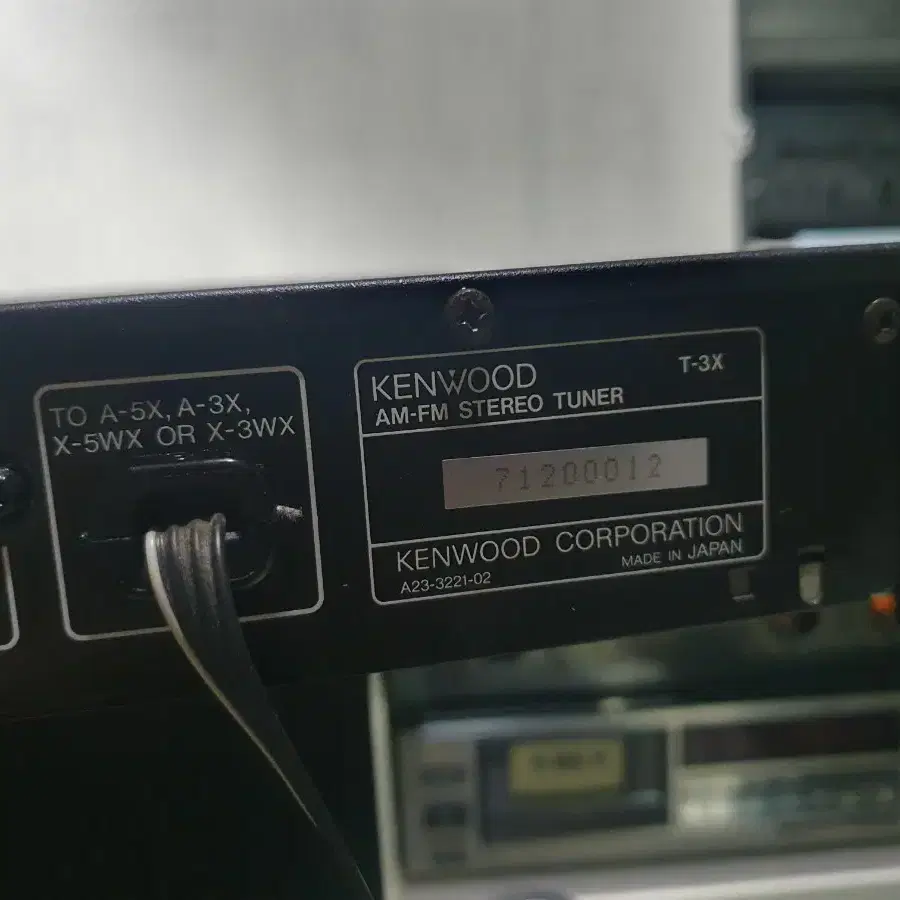 TO A-5X, A-3X,
X-5WX OR X-3WX
KENWOOD
T-3X
AM-FM STEREO TUNER
71200012
KENWOOD CORPORATION
A23-3221-02
MADE IN JAPAN